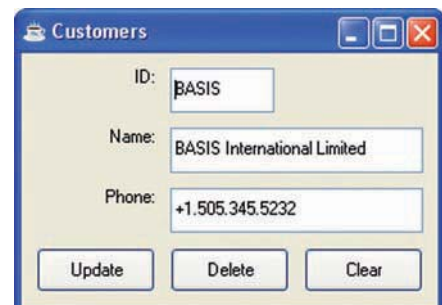 Customers
ID: BASIS
Name: BASIS International Limited
Phone: +1.505.345.5232
Update Delete Clear